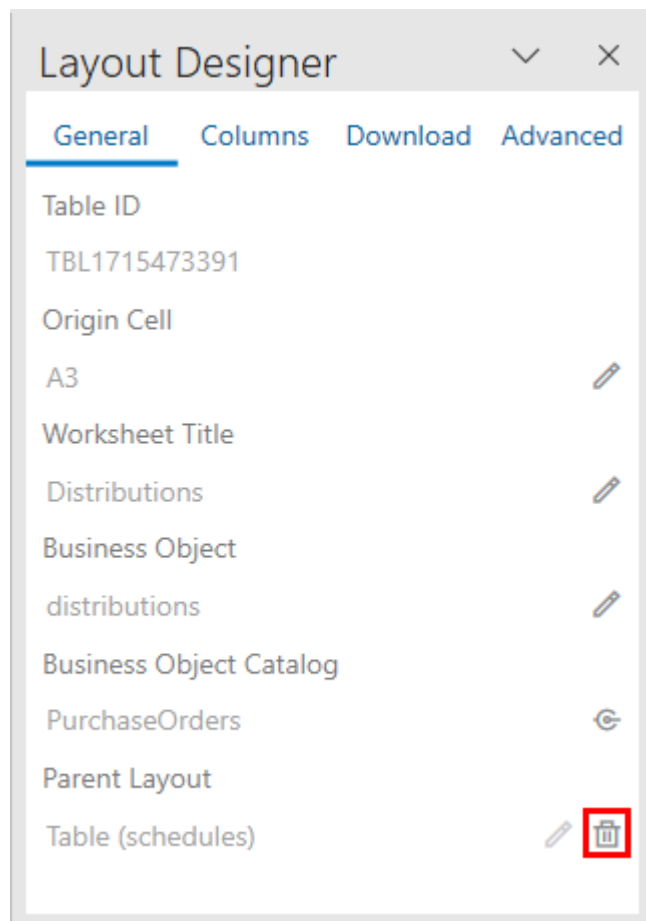 Layout Designer
General Columns Download Advanced
Table ID
TBL1715473391
Origin Cell
A3
Worksheet Title
Distributions
Business Object
distributions
Business Object Catalog
PurchaseOrders
Parent Layout
Table (schedules)